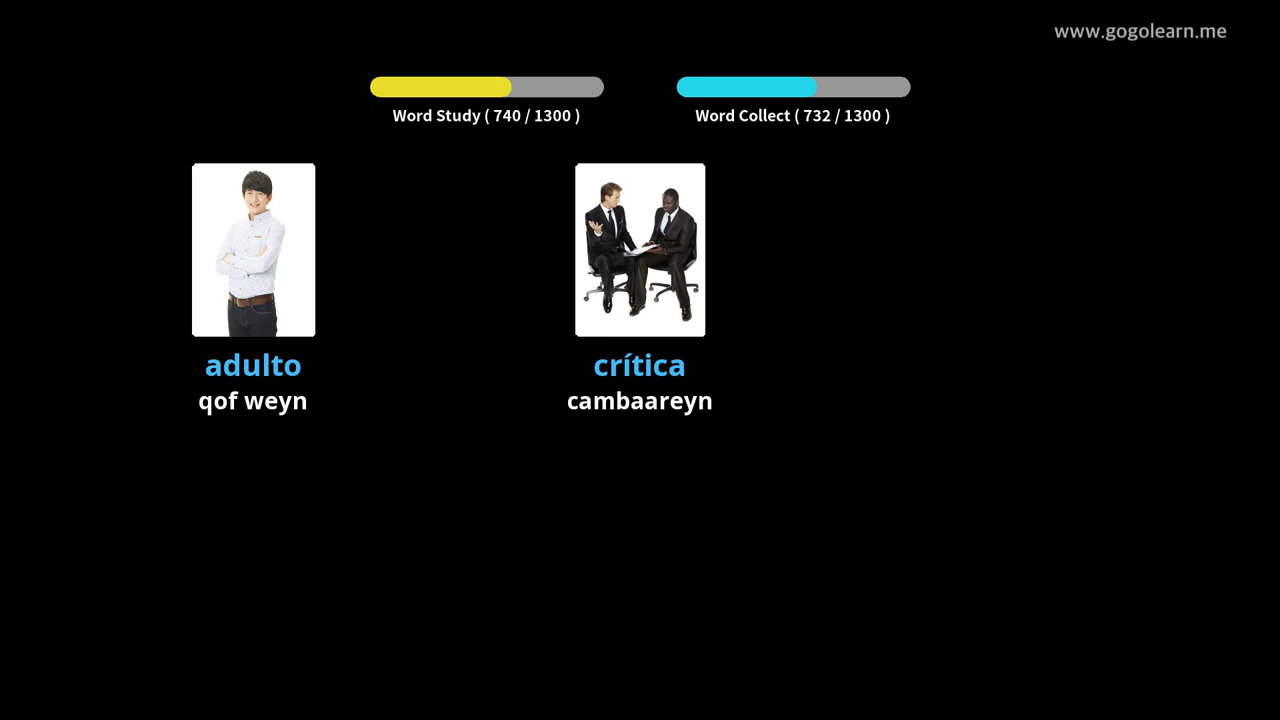 www.gogolearn.me
Word Study ( 740 / 1300 )
Word Collect ( 732 / 1300 )
adulto
qof weyn
crítica
cambaareyn